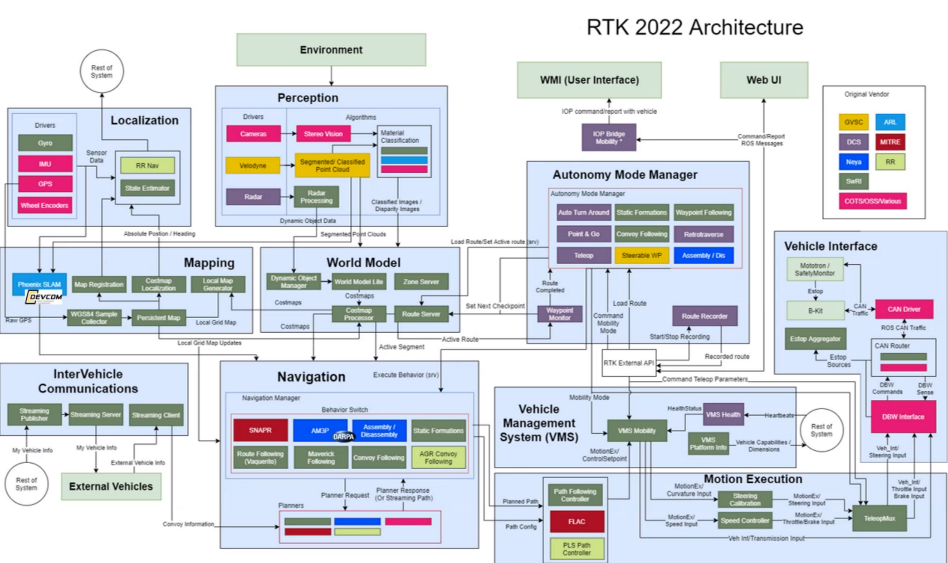 RTK 2022 Architecture
Environment
WMI (User Interface)
Web UI
Rest of
System
Original Vendor
GVSC
ARL
DCS
MITRE
Neya
RR
SwRI
COTS/OSS/Various
IOP command/report with vehicle
IOP Bridge
Mobility *
Command/Report
ROS Messages
Localization
Drivers
Gyro
IMU
GPS
Wheel Encoders
Sensor
Data
RR Nav
State Estimator
Absolute Position / Heading
Perception
Drivers
Algorithms
Cameras
Stereo Vision
Material
Classification
Velodyne
Segmented/ Classified
Point Cloud
Radar
Radar
Processing
Classified Images /
Disparity Images
Dynamic Object Data
Segmented Point Clouds
Autonomy Mode Manager
Autonomy Mode Manager
Auto Turn Around
Static Formations
Waypoint Following
Point & Go
Convoy Following
Retrotraverse
Teleop
Steerable WP
Assembly / Dis
Load Route/Set Active route (srv)
Route
Completed
Set Next Checkpoint
Waypoint
Monitor
Command
Mobility
Mode
Load Route
Route Recorder
Start/Stop Recording
RTK External API
Recorded route
Command Teleop Parameters
Mapping
Phoenix SLAM
DEVCOM
Map Registration
Costmap
Localization
Local Map
Generator
WGS84 Sample
Collector
Persistent Map
Raw GPS
Local Grid Map
Local Grid Map Updates
World Model
Dynamic Object
Manager
World Model Lite
Zone Server
Costmaps
Costmaps
Costmap
Processor
Route Server
Costmaps
Active Segment
Active Route
Vehicle Interface
Mototron /
SafetyMonitor
Estop
B-Kit
CAN
Traffic
CAN Driver
ROS CAN Traffic
Estop Aggregator
CAN Router
Estop
Sources
DBW
Commands
DBW
Sense
DBW Interface
Veh_Int/
Steering Input
Veh_Int/
Throttle Input
Brake Input
InterVehicle
Communications
Streaming
Publisher
Streaming Server
Streaming Client
My Vehicle Info
My Vehicle Info
External Vehicle Info
Rest of
System
External Vehicles
Convoy Information
Navigation
Execute Behavior (srv)
Navigation Manager
Behavior Switch
SNAPR
AM3P
DARPA
Assembly /
Disassembly
Static Formations
Route Following
(Vaquerito)
Maverick
Following
Convoy Following
AGR Convoy
Following
Planner
Request
Planner Response
(Or Streaming Path)
Planners
Planned Path
Path Config
Vehicle
Management
System (VMS)
Mobility Mode
HealthStatus
VMS Health
Heartbeats
VMS Mobility
VMS
Platform Info
Vehicle Capabilities /
Dimensions
Rest of
System
MotionEx/
ControlSetpoint
Motion Execution
Path Following
Controller
FLAC
PLS Path
Controller
MotionEx/
Curvature Input
Steering
Calibration
MotionEx/
Steering Input
MotionEx/
Speed Input
Speed Controller
MotionEx/
Throttle/Brake Input
TeleopMux
Veh Int/Transmission Input